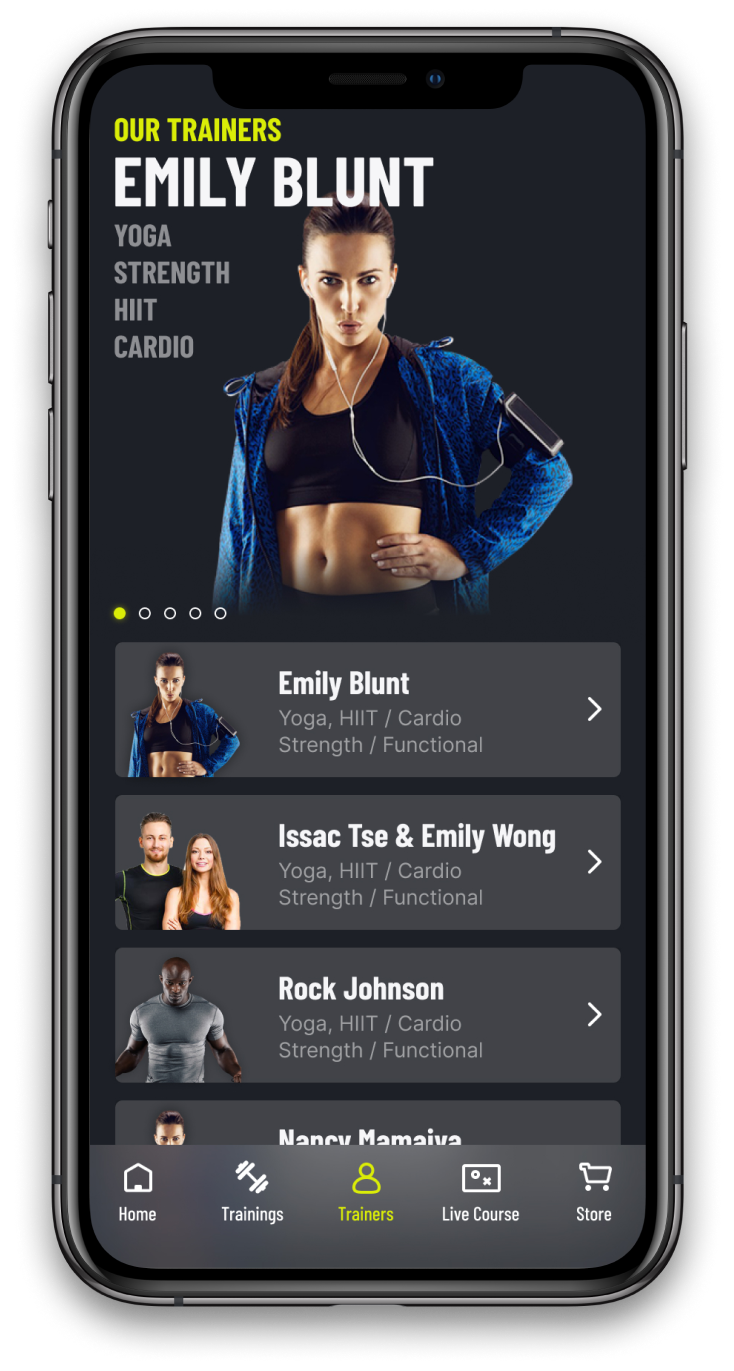 OUR TRAINERS
EMILY BLUNT
YOGA
STRENGTH
HIIT
CARDIO
Emily Blunt
Yoga, HIIT / Cardio
Strength / Functional
Issac Tse & Emily Wong
Yoga, HIIT / Cardio
Strength / Functional
Rock Johnson
Yoga, HIIT / Cardio
Strength / Functional
Nancy Mamaiya
Home
Trainings
Trainers
Live Course
Store